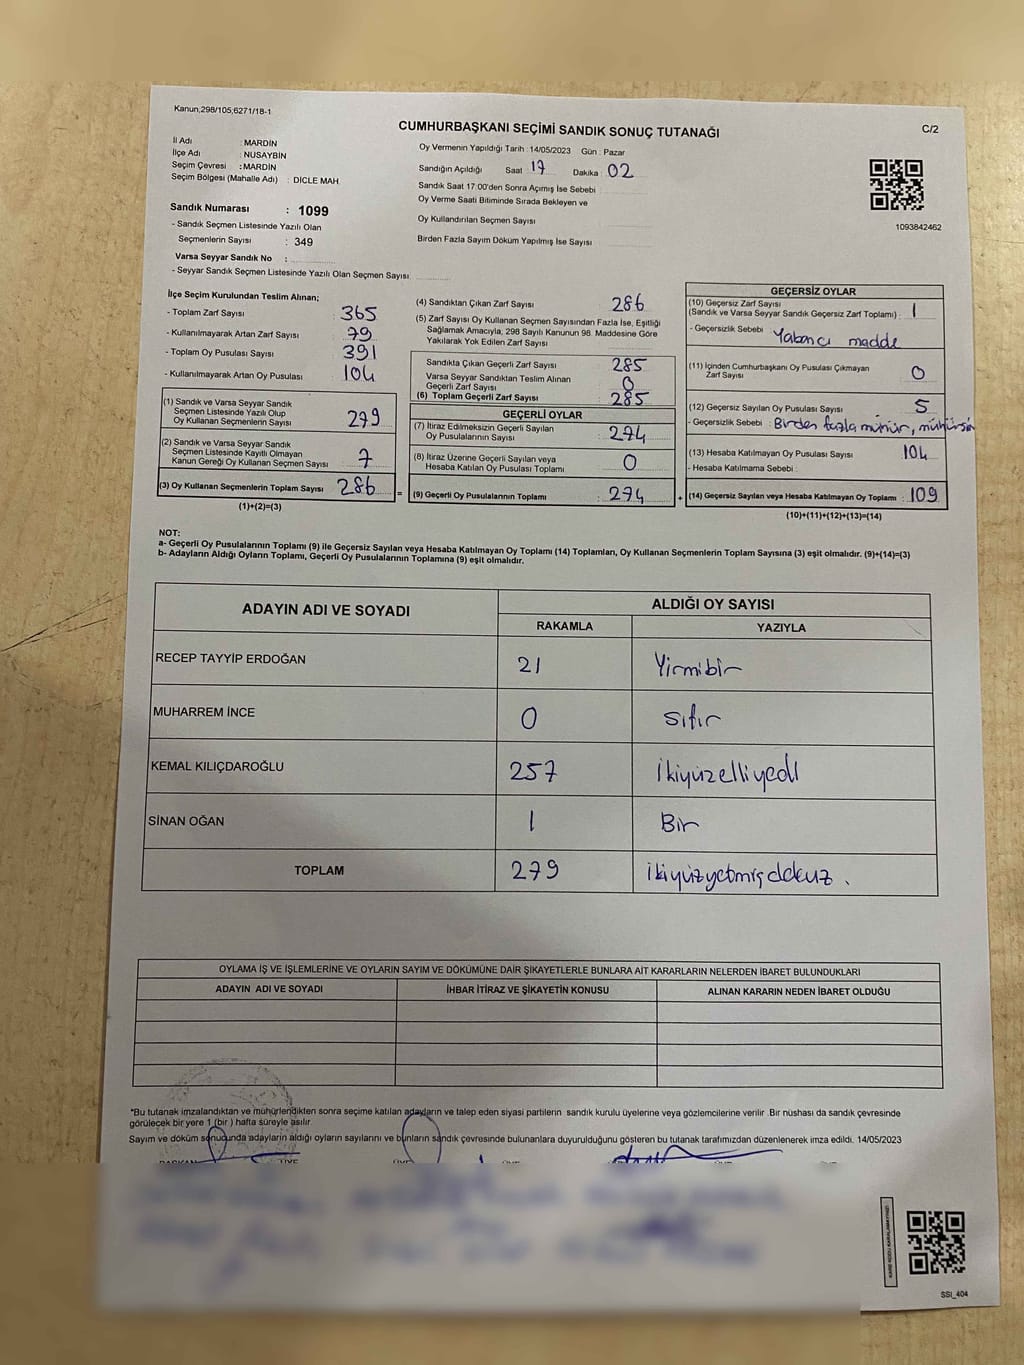 Kanun,298/105,6271/18-1
CUMHURBAŞKANI SEÇİMİ SANDIK SONUÇ TUTANAĞI
C/2
İl Adı : MARDİN
İlçe Adı : NUSAYBİN
Seçim Çevresi : MARDİN
Seçim Bölgesi (Mahalle Adı) : DİCLE MAH.
Sandık Numarası : 1099
- Sandık Seçmen Listesinde Yazılı Olan
Seçmenlerin Sayısı : 349
Varsa Seyyar Sandık No :
- Seyyar Sandık Seçmen Listesinde Yazılı Olan Seçmen Sayısı
Oy Vermenin Yapıldığı Tarih : 14/05/2023 Gün : Pazar
Sandığın Açıldığı Saat 17 Dakika : 02
Sandık Saat 17:00'den Sonra Açımış İse Sebebi
Oy Verme Saati Bitiminde Sırada Bekleyen ve
Oy Kullandırılan Seçmen Sayısı
Birden Fazla Sayım Döküm Yapılmış İse Sayısı
1093842462
İlçe Seçim Kurulundan Teslim Alınan;
- Toplam Zarf Sayısı : 365
- Kullanılmayarak Artan Zarf Sayısı : 79
- Toplam Oy Pusulası Sayısı : 391
- Kullanılmayarak Artan Oy Pusulası : 104
(1) Sandık ve Varsa Seyyar Sandık
Seçmen Listesinde Yazılı Olup
Oy Kullanan Seçmenlerin Sayısı : 279
(2) Sandık ve Varsa Seyyar Sandık
Seçmen Listesinde Kayıtlı Olmayan
Kanun Gereği Oy Kullanan Seçmen Sayısı : 7
(3) Oy Kullanan Seçmenlerin Toplam Sayısı : 286
(1)+(2)=(3)
(4) Sandıktan Çıkan Zarf Sayısı : 286
(5) Zarf Sayısı Oy Kullanan Seçmen Sayısından Fazla İse, Eşitliği
Sağlamak Amacıyla, 298 Sayılı Kanunun 98. Maddesine Göre
Yakılarak Yok Edilen Zarf Sayısı
Sandıkta Çıkan Geçerli Zarf Sayısı : 285
Varsa Seyyar Sandıktan Teslim Alınan
Geçerli Zarf Sayısı : 0
(6) Toplam Geçerli Zarf Sayısı : 285
GEÇERLİ OYLAR
(7) İtiraz Edilmeksizin Geçerli Sayılan
Oy Pusulalarının Sayısı : 274
(8) İtiraz Üzerine Geçerli Sayılan veya
Hesaba Katılan Oy Pusulası Toplamı : 0
= (9) Geçerli Oy Pusulalarının Toplamı : 274 +
GEÇERSİZ OYLAR
(10) Geçersiz Zarf Sayısı
(Sandık ve Varsa Seyyar Sandık Geçersiz Zarf Toplamı) : 1
- Geçersizlik Sebebi : Yabancı madde
(11) İçinden Cumhurbaşkanı Oy Pusulası Çıkmayan
Zarf Sayısı : 0
(12) Geçersiz Sayılan Oy Pusulası Sayısı : 5
- Geçersizlik Sebebi : Birden fazla mühür,
(13) Hesaba Katılmayan Oy Pusulası Sayısı : 104
- Hesaba Katılmama Sebebi :
(14) Geçersiz Sayılan veya Hesaba Katılmayan Oy Toplamı : 109
(10)+(11)+(12)+(13)=(14)
NOT:
a- Geçerli Oy Pusulalarının Toplamı (9) ile Geçersiz Sayılan veya Hesaba Katılmayan Oy Toplamı (14) Toplamları, Oy Kullanan Seçmenlerin Toplam Sayısına (3) eşit olmalıdır. (9)+(14)=(3)
b- Adayların Aldığı Oyların Toplamı, Geçerli Oy Pusulalarının Toplamına (9) eşit olmalıdır.
ADAYIN ADI VE SOYADI
ALDIĞI OY SAYISI
RAKAMLA YAZIYLA
RECEP TAYYİP ERDOĞAN 21 Yirmibir
MUHARREM İNCE 0 sıfır
KEMAL KILIÇDAROĞLU 257 ikiyüzelliyedi
SİNAN OĞAN 1 Bir
TOPLAM 279 ikiyüzyetmişdokuz.
OYLAMA İŞ VE İŞLEMLERİNE VE OYLARIN SAYIM VE DÖKÜMÜNE DAİR ŞİKAYETLERLE BUNLARA AİT KARARLARIN NELERDEN İBARET BULUNDUKLARI
ADAYIN ADI VE SOYADI İHBAR İTİRAZ VE ŞİKAYETİN KONUSU ALINAN KARARIN NEDEN İBARET OLDUĞU
*Bu tutanak imzalandıktan ve mühürlendikten sonra seçime katılan adayların ve talep eden siyasi partilerin sandık kurulu üyelerine veya gözlemcilerine verilir .Bir nüshası da sandık çevresinde
görülecek bir yere 1 (bir ) hafta süreyle asılır.
Sayım ve döküm sonucunda adayların aldığı oyların sayılarını ve bunların sandık çevresinde bulunanlara duyurulduğunu gösteren bu tutanak tarafımızdan düzenlenerek imza edildi. 14/05/2023
SSI_404